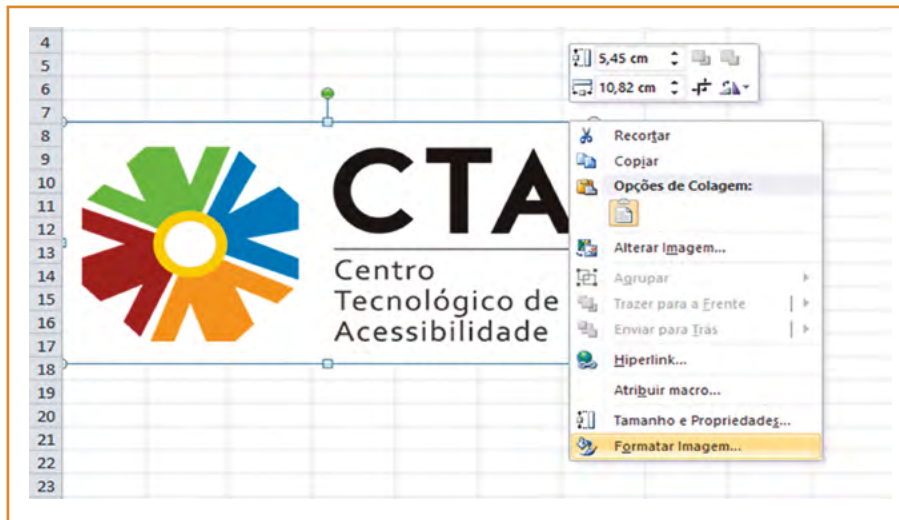 4
5
6
7
8
9
10
11
12
13
14
15
16
17
18
19
20
21
22
23
5,45 cm
10,82 cm
CTA
Centro
Tecnológico de
Acessibilidade
Recortar
Copiar
Opções de Colagem:
Alterar Imagem...
Agrupar
Trazer para a Frente
Enviar para Trás
Hiperlink...
Atribuir macro...
Tamanho e Propriedades...
Formatar Imagem...